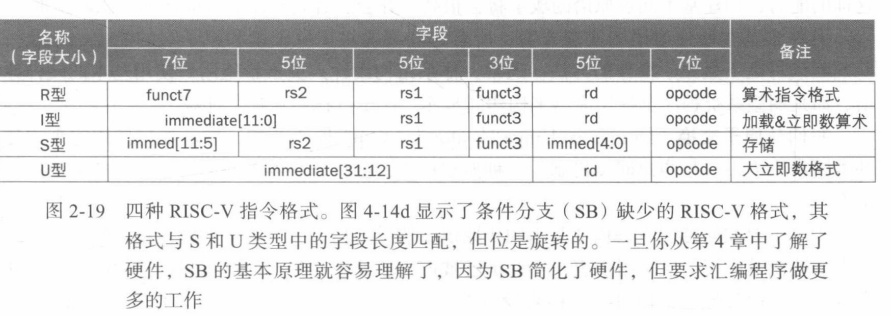 名称
（字段大小）
字段
备注
7位 5位 5位 3位 5位 7位
R型 funct7 rs2 rs1 funct3 rd opcode 算术指令格式
I型 immediate[11:0] rs1 funct3 rd opcode 加载&立即数算术
S型 immed[11:5] rs2 rs1 funct3 immed[4:0] opcode 存储
U型 immediate[31:12] rd opcode 大立即数格式
图 2-19 四种 RISC-V 指令格式。图 4-14d 显示了条件分支（SB）缺少的 RISC-V 格式，其
格式与 S 和 U 类型中的字段长度匹配，但位是旋转的。一旦你从第 4 章中了解了
硬件，SB 的基本原理就容易理解了，因为 SB 简化了硬件，但要求汇编程序做更
多的工作